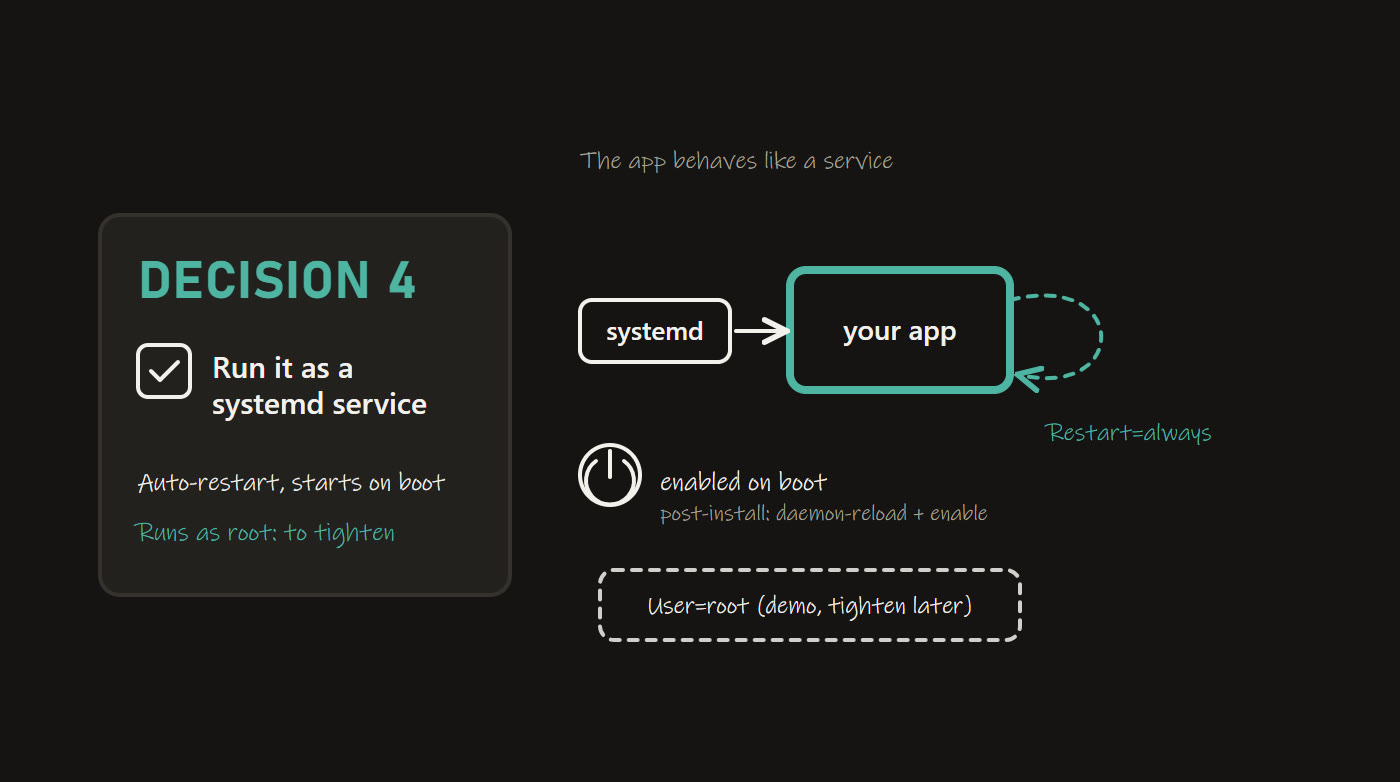 The app behaves like a service
DECISION 4
Run it as a
systemd service
Auto-restart, starts on boot
Runs as root: to tighten
systemd
your app
Restart=always
enabled on boot
post-install: daemon-reload + enable
User=root (demo, tighten later)